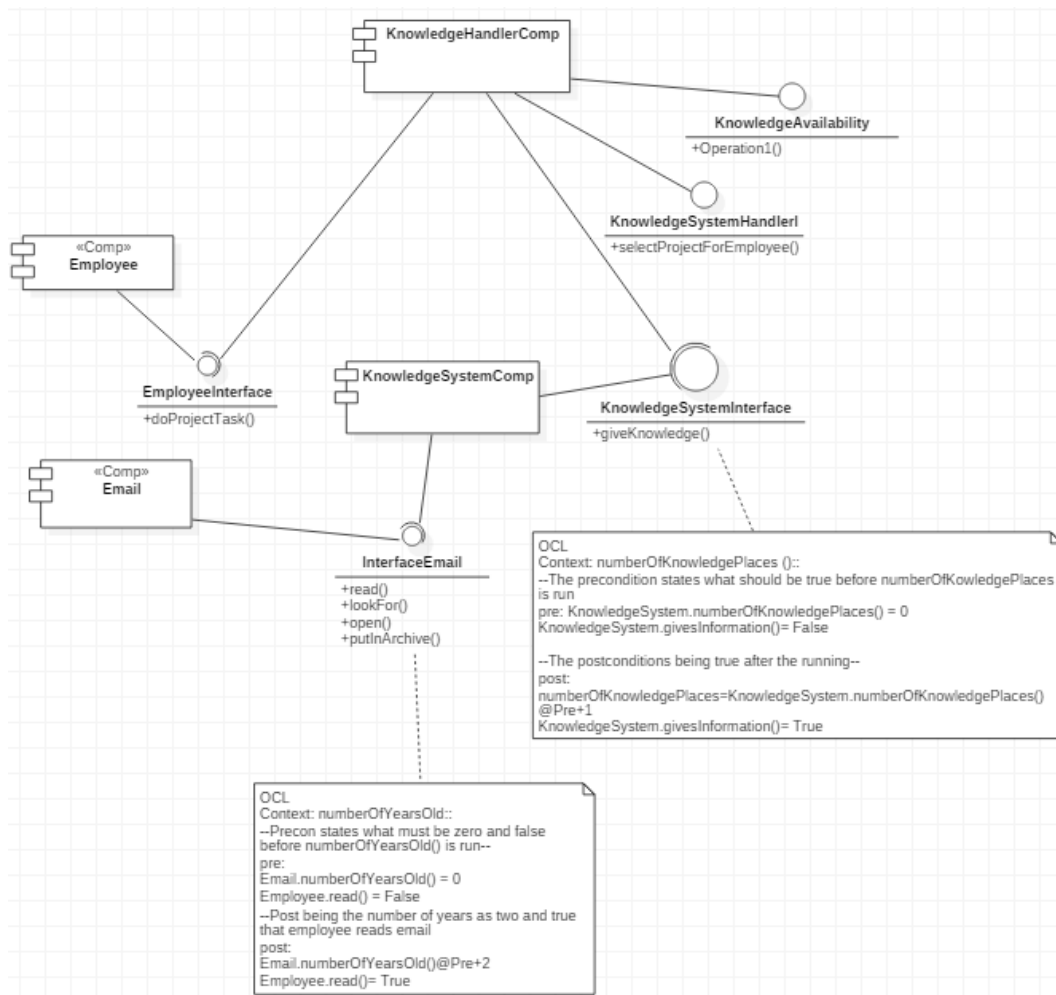 KnowledgeHandlerComp
KnowledgeAvailability
+Operation1()
KnowledgeSystemHandlerI
+selectProjectForEmployee()
«Comp»
Employee
EmployeeInterface
+doProjectTask()
KnowledgeSystemComp
KnowledgeSystemInterface
+giveKnowledge()
«Comp»
Email
InterfaceEmail
+read()
+lookFor()
+open()
+putInArchive()
OCL
Context: numberOfKnowledgePlaces ()::
--The precondition states what should be true before numberOfKowledgePlaces
is run
pre: KnowledgeSystem.numberOfKnowledgePlaces() = 0
KnowledgeSystem.givesInformation()= False
--The postconditions being true after the running--
post:
numberOfKnowledgePlaces=KnowledgeSystem.numberOfKnowledgePlaces()
@Pre+1
KnowledgeSystem.givesInformation()= True
OCL
Context: numberOfYearsOld::
--Precon states what must be zero and false
before numberOfYearsOld() is run--
pre:
Email.numberOfYearsOld() = 0
Employee.read() = False
--Post being the number of years as two and true
that employee reads email
post:
Email.numberOfYearsOld()@Pre+2
Employee.read()= True